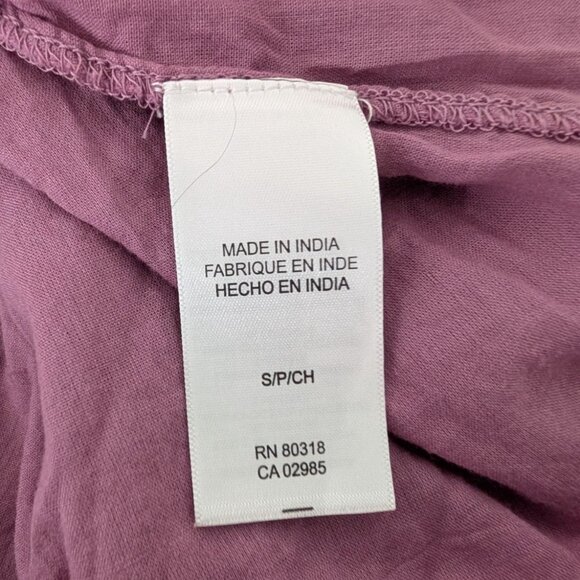 MADE IN INDIA
FABRIQUE EN INDE
HECHO EN INDIA
S/P/CH
RN 80318
CA 02985